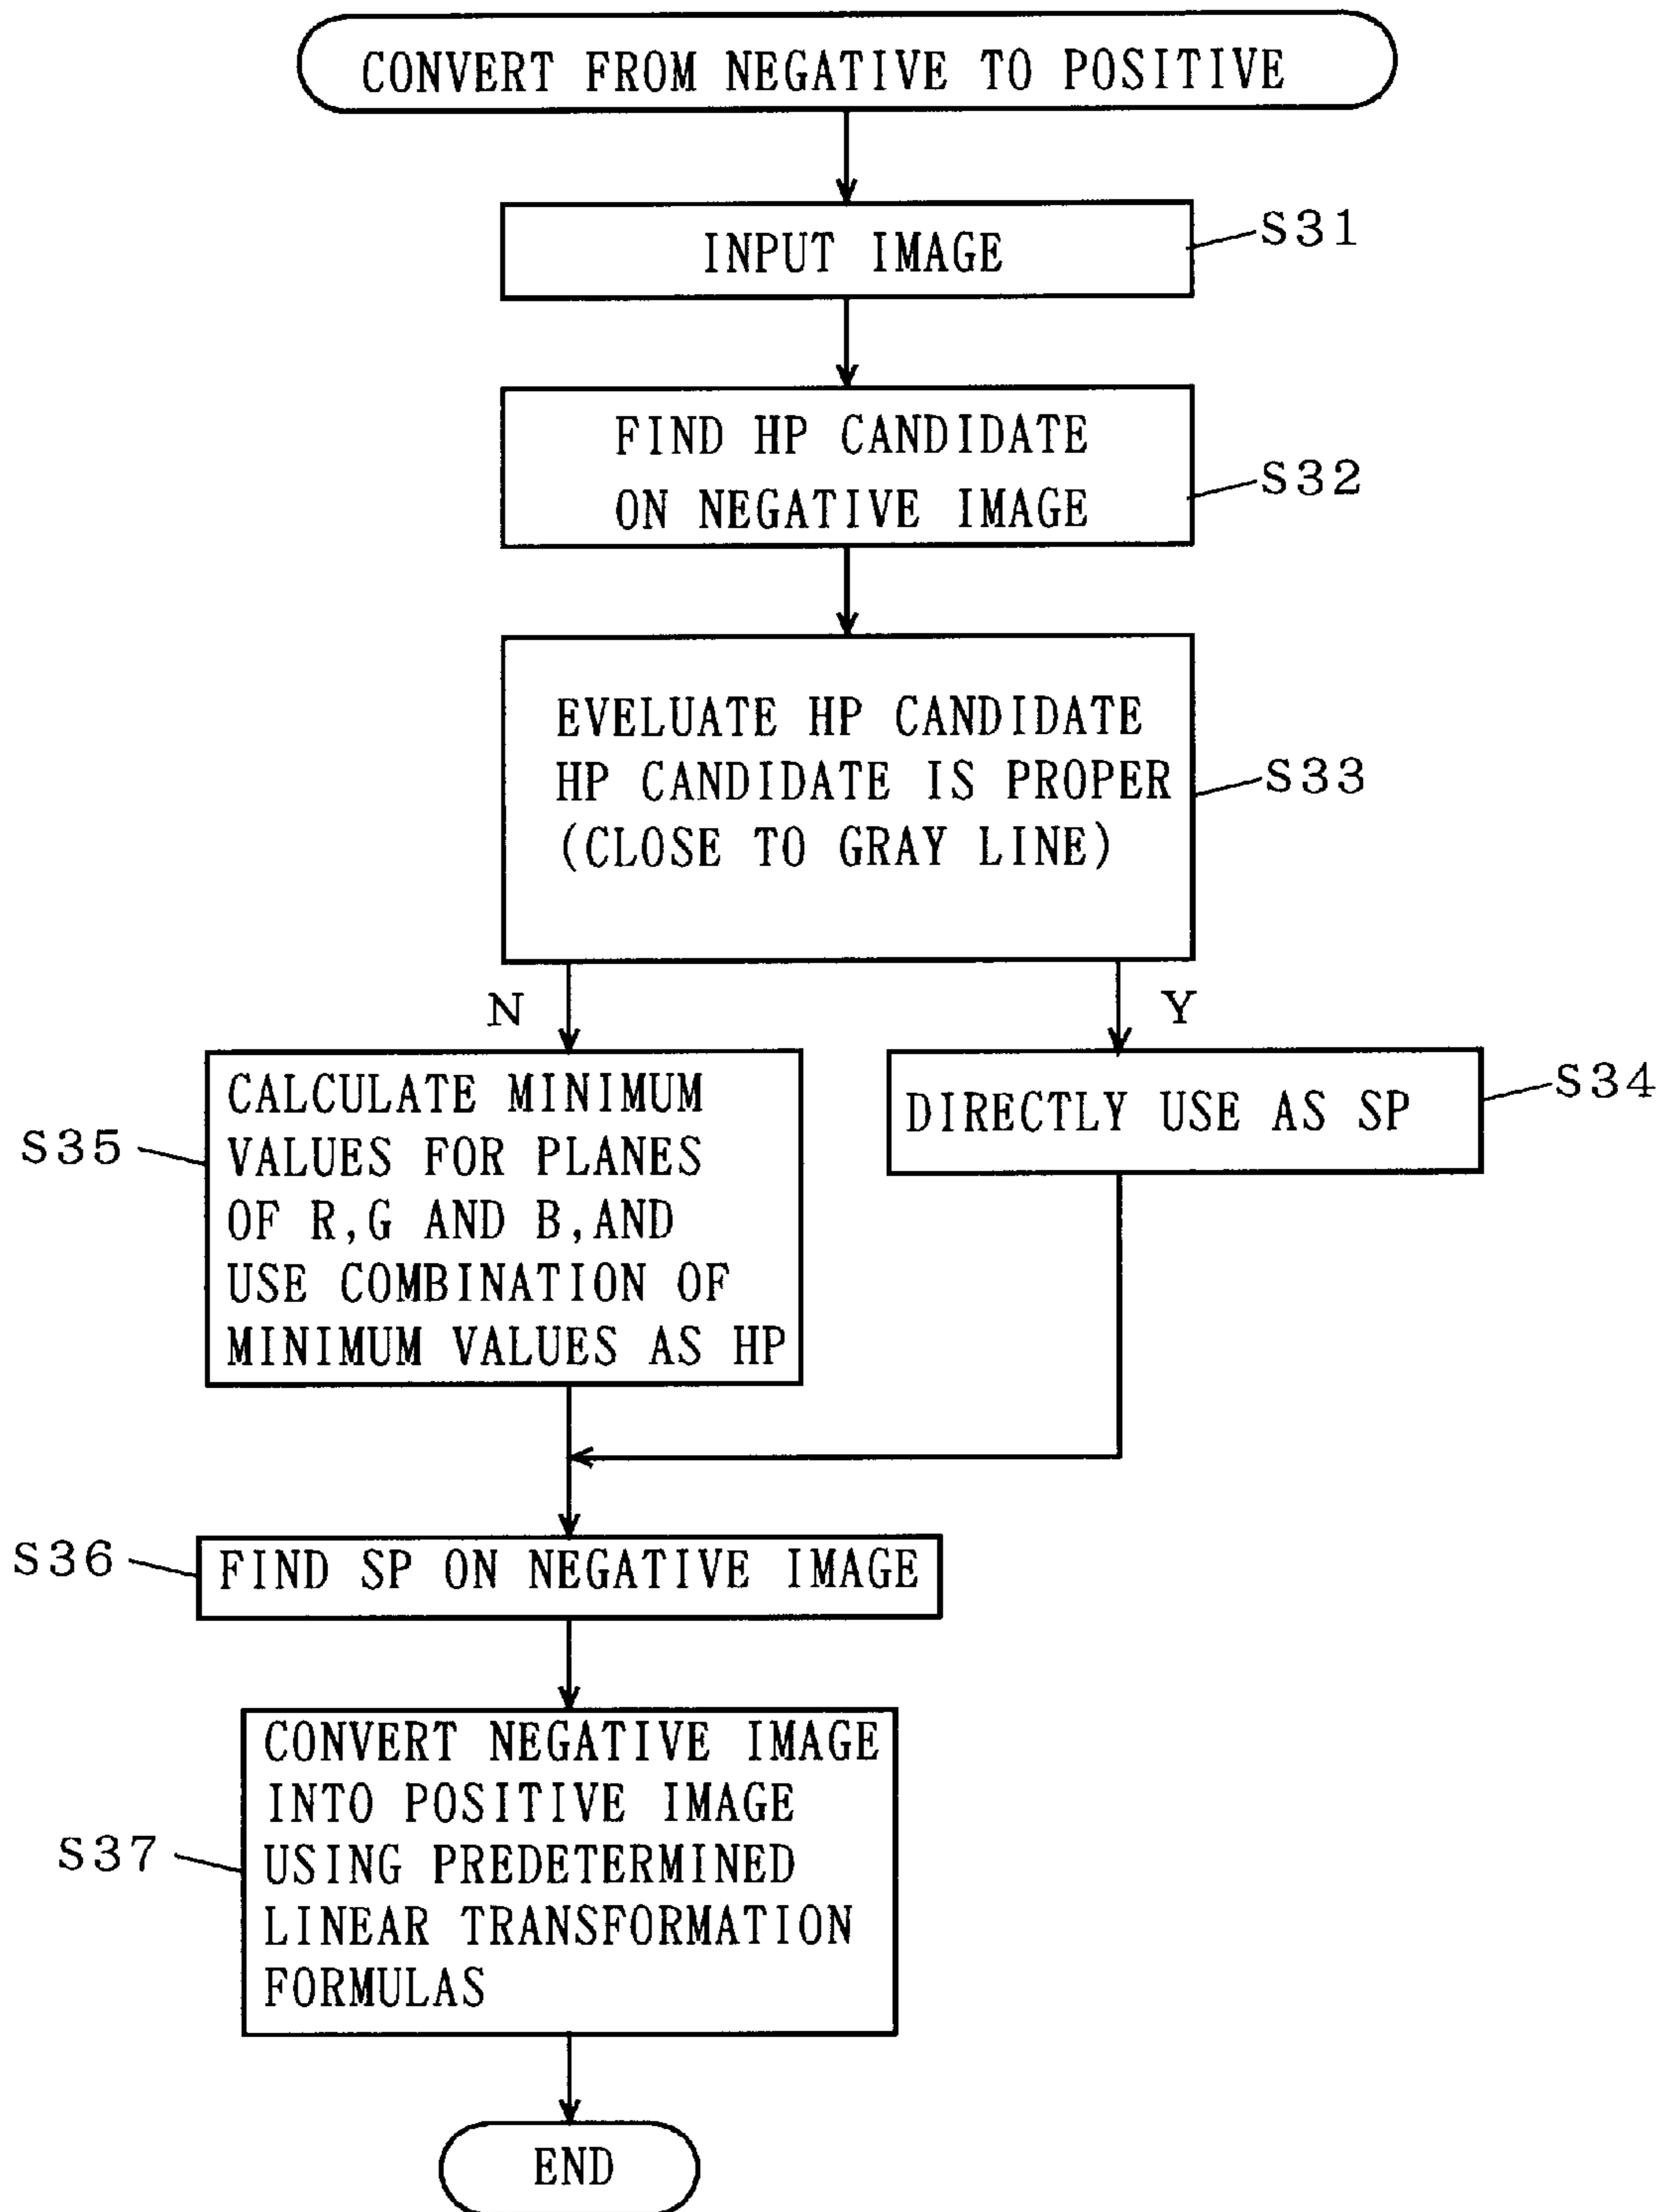 CONVERT FROM NEGATIVE TO POSITIVE
INPUT IMAGE
S31
FIND HP CANDIDATE
ON NEGATIVE IMAGE
S32
EVELUATE HP CANDIDATE
HP CANDIDATE IS PROPER
(CLOSE TO GRAY LINE)
S33
N
Y
S35
CALCULATE MINIMUM
VALUES FOR PLANES
OF R,G AND B,AND
USE COMBINATION OF
MINIMUM VALUES AS HP
DIRECTLY USE AS SP
S34
S36
FIND SP ON NEGATIVE IMAGE
S37
CONVERT NEGATIVE IMAGE
INTO POSITIVE IMAGE
USING PREDETERMINED
LINEAR TRANSFORMATION
FORMULAS
END